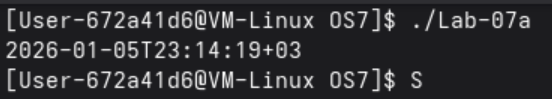 [User-672a41d6@VM-Linux OS7]$ ./Lab-07a
2026-01-05T23:14:19+03
[User-672a41d6@VM-Linux OS7]$ S